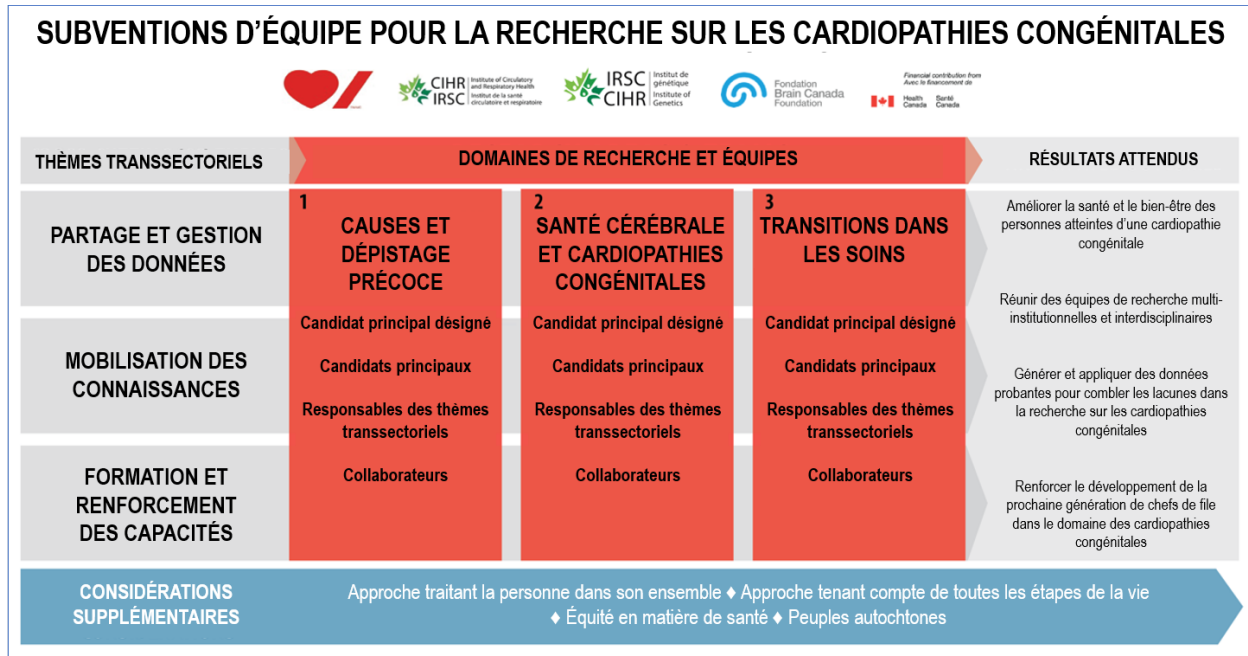 SUBVENTIONS D'ÉQUIPE POUR LA RECHERCHE SUR LES CARDIOPATHIES CONGÉNITALES
CIHR
IRSC
Institute of Circulatory
and Respiratory Health
Institut de la santé
circulatoire et respiratoire
IRSC
CIHR
Institut de
génétique
Institute of
Genetics
Fondation
Brain Canada
Foundation
Financial contribution from
Avec le financement de
Health
Canada
Santé
Canada
THÈMES TRANSSECTORIELS
DOMAINES DE RECHERCHE ET ÉQUIPES
RÉSULTATS ATTENDUS
PARTAGE ET GESTION
DES DONNÉES
MOBILISATION DES
CONNAISSANCES
FORMATION ET
RENFORCEMENT
DES CAPACITÉS
1
CAUSES ET
DÉPISTAGE
PRÉCOCE
Candidat principal désigné
Candidats principaux
Responsables des thèmes
transsectoriels
Collaborateurs
2
SANTÉ CÉRÉBRALE
ET CARDIOPATHIES
CONGÉNITALES
Candidat principal désigné
Candidats principaux
Responsables des thèmes
transsectoriels
Collaborateurs
3
TRANSITIONS DANS
LES SOINS
Candidat principal désigné
Candidats principaux
Responsables des thèmes
transsectoriels
Collaborateurs
Améliorer la santé et le bien-être des
personnes atteintes d'une cardiopathie
congénitale
Réunir des équipes de recherche multi-
institutionnelles et interdisciplinaires
Générer et appliquer des données
probantes pour combler les lacunes dans
la recherche sur les cardiopathies
congénitales
Renforcer le développement de la
prochaine génération de chefs de file
dans le domaine des cardiopathies
congénitales
CONSIDÉRATIONS
SUPPLÉMENTAIRES
Approche traitant la personne dans son ensemble ♦ Approche tenant compte de toutes les étapes de la vie
♦ Équité en matière de santé ♦ Peuples autochtones